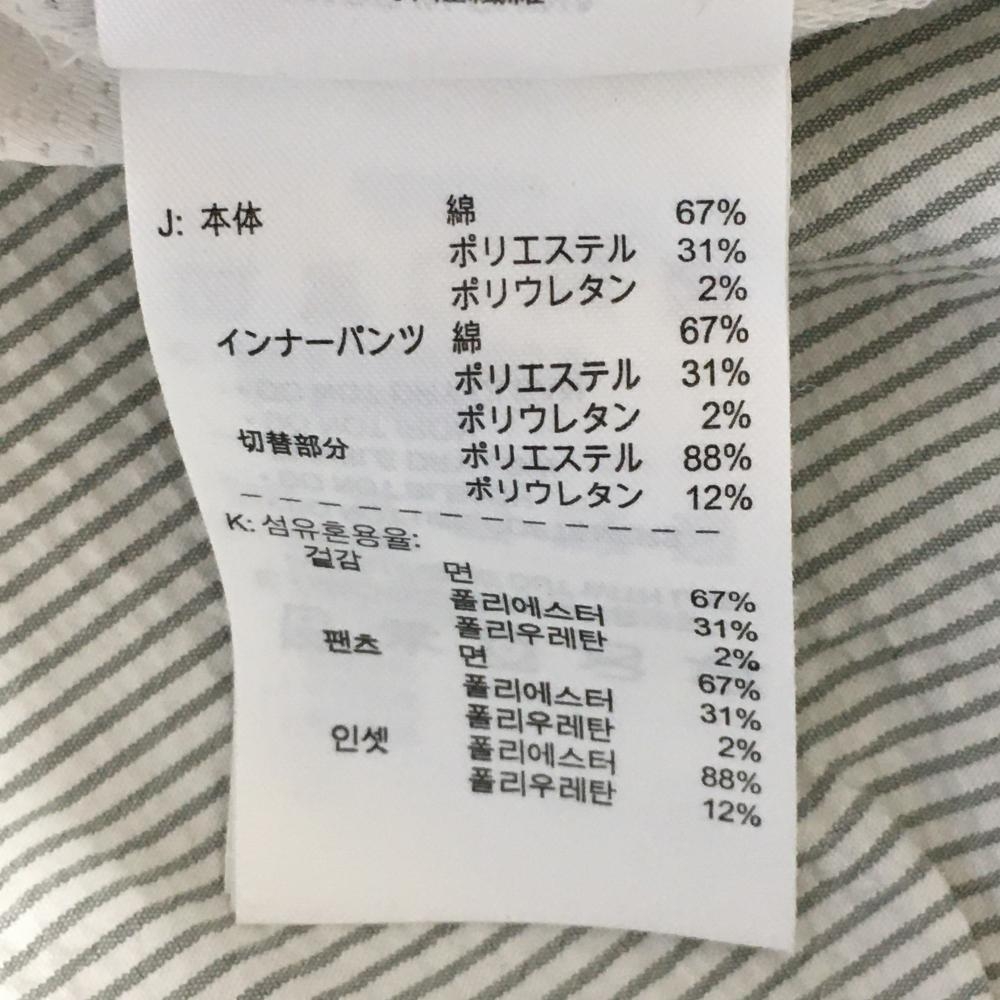 J: 本体 綿 67%
ポリエステル 31%
ポリウレタン 2%
インナーパンツ 綿 67%
ポリエステル 31%
ポリウレタン 2%
切替部分 ポリエステル 88%
ポリウレタン 12%
K: 섬유혼용율:
겉감 면 67%
폴리에스터 31%
폴리우레탄 2%
팬츠 면 67%
폴리에스터 31%
폴리우레탄 2%
인셋 폴리에스터 88%
폴리우레탄 12%